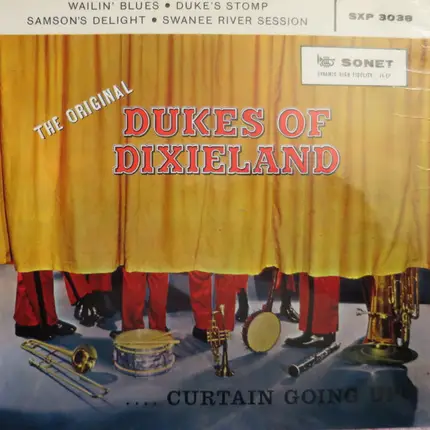 WAILIN' BLUES • DUKE'S STOMP
SAMSON'S DELIGHT • SWANEE RIVER SESSION
SXP 3038
SONET
THE ORIGINAL
DUKES OF
DIXIELAND
.... CURTAIN GOING UP